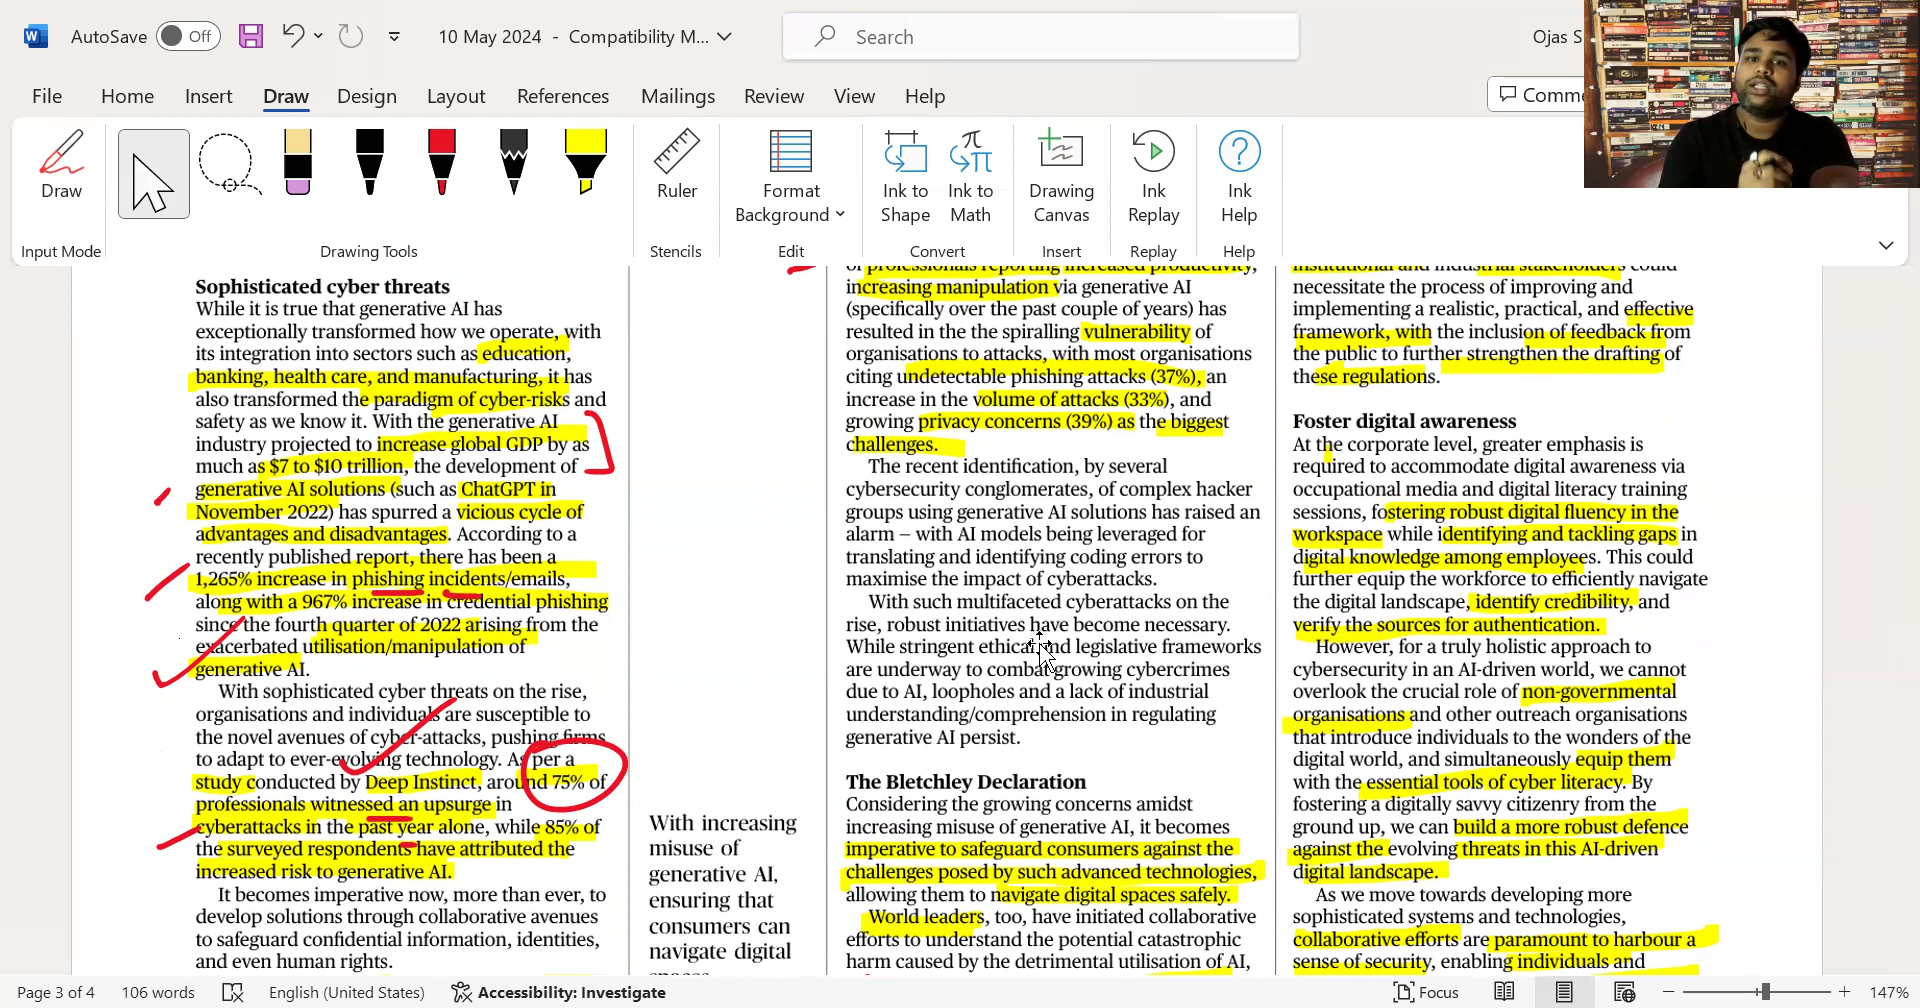 AutoSave
Off
10 May 2024 - Compatibility M...
Search
Ojas S
File
Home
Insert
Draw
Design
Layout
References
Mailings
Review
View
Help
Comme
Draw
Ruler
Format
Background
Ink to
Shape
Ink to
Math
Drawing
Canvas
Ink
Replay
Ink
Help
Input Mode
Drawing Tools
Stencils
Edit
Convert
Insert
Replay
Help
Sophisticated cyber threats
While it is true that generative AI has
exceptionally transformed how we operate, with
its integration into sectors such as education,
banking, health care, and manufacturing, it has
also transformed the paradigm of cyber-risks and
safety as we know it. With the generative AI
industry projected to increase global GDP by as
much as $7 to $10 trillion, the development of
generative AI solutions (such as ChatGPT in
November 2022) has spurred a vicious cycle of
advantages and disadvantages. According to a
recently published report, there has been a
1,265% increase in phishing incidents/emails,
along with a 967% increase in credential phishing
since the fourth quarter of 2022 arising from the
exacerbated utilisation/manipulation of
generative AI.
With sophisticated cyber threats on the rise,
organisations and individuals are susceptible to
the novel avenues of cyber-attacks, pushing firms
to adapt to ever-evolving technology. As per a
study conducted by Deep Instinct, around 75% of
professionals witnessed an upsurge in
cyberattacks in the past year alone, while 85% of
the surveyed respondents have attributed the
increased risk to generative AI.
It becomes imperative now, more than ever, to
develop solutions through collaborative avenues
to safeguard confidential information, identities,
and even human rights.
With increasing
misuse of
generative AI,
ensuring that
consumers can
navigate digital
spaces
of professionals reporting increased productivity,
increasing manipulation via generative AI
(specifically over the past couple of years) has
resulted in the the spiralling vulnerability of
organisations to attacks, with most organisations
citing undetectable phishing attacks (37%), an
increase in the volume of attacks (33%), and
growing privacy concerns (39%) as the biggest
challenges.
The recent identification, by several
cybersecurity conglomerates, of complex hacker
groups using generative AI solutions has raised an
alarm — with AI models being leveraged for
translating and identifying coding errors to
maximise the impact of cyberattacks.
With such multifaceted cyberattacks on the
rise, robust initiatives have become necessary.
While stringent ethical and legislative frameworks
are underway to combat growing cybercrimes
due to AI, loopholes and a lack of industrial
understanding/comprehension in regulating
generative AI persist.
The Bletchley Declaration
Considering the growing concerns amidst
increasing misuse of generative AI, it becomes
imperative to safeguard consumers against the
challenges posed by such advanced technologies,
allowing them to navigate digital spaces safely.
World leaders, too, have initiated collaborative
efforts to understand the potential catastrophic
harm caused by the detrimental utilisation of AI,
institutional and industrial stakeholders could
necessitate the process of improving and
implementing a realistic, practical, and effective
framework, with the inclusion of feedback from
the public to further strengthen the drafting of
these regulations.
Foster digital awareness
At the corporate level, greater emphasis is
required to accommodate digital awareness via
occupational media and digital literacy training
sessions, fostering robust digital fluency in the
workspace while identifying and tackling gaps in
digital knowledge among employees. This could
further equip the workforce to efficiently navigate
the digital landscape, identify credibility, and
verify the sources for authentication.
However, for a truly holistic approach to
cybersecurity in an AI-driven world, we cannot
overlook the crucial role of non-governmental
organisations and other outreach organisations
that introduce individuals to the wonders of the
digital world, and simultaneously equip them
with the essential tools of cyber literacy. By
fostering a digitally savvy citizenry from the
ground up, we can build a more robust defence
against the evolving threats in this AI-driven
digital landscape.
As we move towards developing more
sophisticated systems and technologies,
collaborative efforts are paramount to harbour a
sense of security, enabling individuals and
Page 3 of 4
106 words
English (United States)
Accessibility: Investigate
Focus
147%